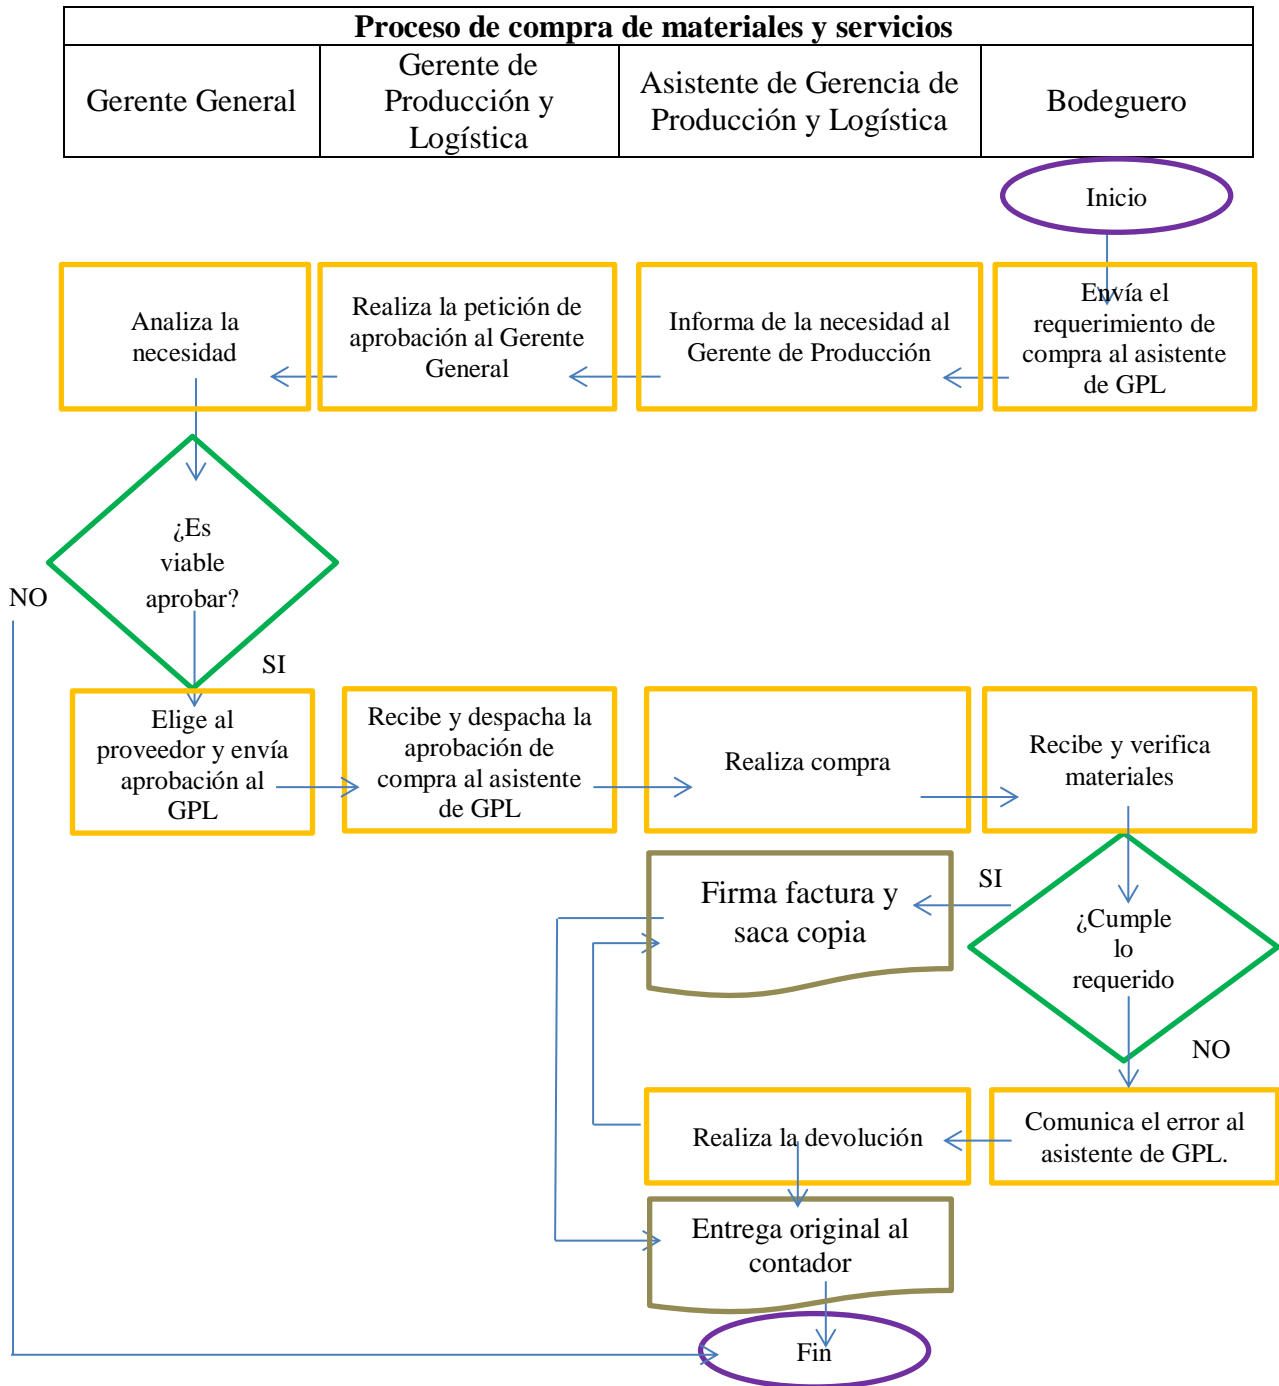 Proceso de compra de materiales y servicios
Gerente General
Gerente de
Producción y
Logística
Asistente de Gerencia de
Producción y Logística
Bodeguero
Inicio
Envía el
requerimiento de
compra al asistente
de GPL
Informa de la necesidad al
Gerente de Producción
Realiza la petición de
aprobación al Gerente
General
Analiza la
necesidad
¿Es
viable
aprobar?
NO
SI
Elige al
proveedor y envía
aprobación al
GPL
Recibe y despacha la
aprobación de
compra al asistente
de GPL
Realiza compra
Recibe y verifica
materiales
¿Cumple
lo
requerido
SI
NO
Firma factura y
saca copia
Comunica el error al
asistente de GPL.
Realiza la devolución
Entrega original al
contador
Fin